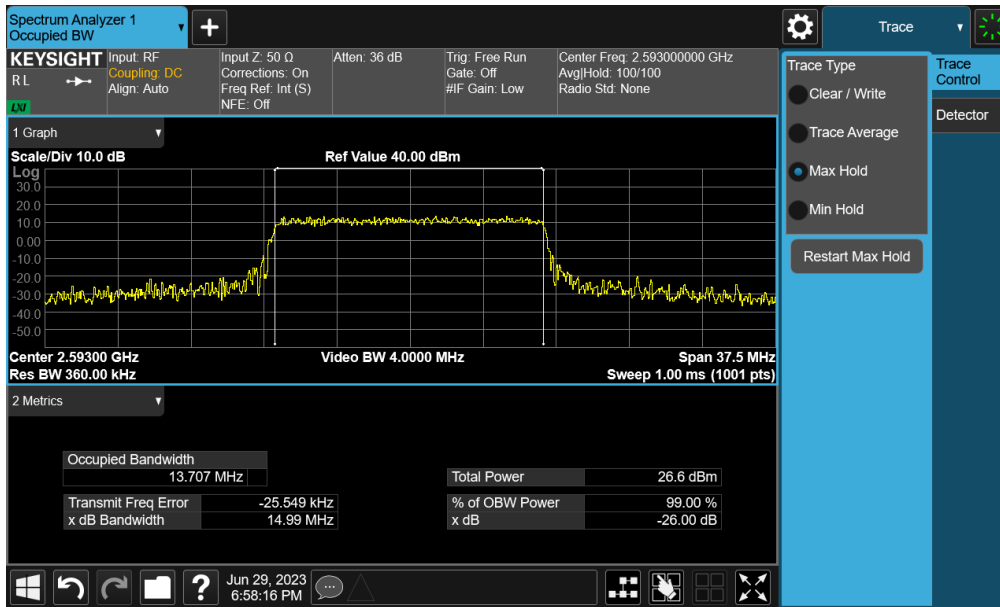 Spectrum Analyzer 1
Occupied BW
+
Trace
KEYSIGHT
R L
LXI
Input: RF
Coupling: DC
Align: Auto
Input Z: 50 Ω
Corrections: On
Freq Ref: Int (S)
NFE: Off
Atten: 36 dB
Trig: Free Run
Gate: Off
#IF Gain: Low
Center Freq: 2.593000000 GHz
Avg|Hold: 100/100
Radio Std: None
Trace Type
Clear / Write
Trace Average
Max Hold
Min Hold
Restart Max Hold
Trace
Control
Detector
1 Graph
Scale/Div 10.0 dB
Ref Value 40.00 dBm
Log
30.0
20.0
10.0
0.00
-10.0
-20.0
-30.0
-40.0
-50.0
Center 2.59300 GHz
Video BW 4.0000 MHz
Span 37.5 MHz
Res BW 360.00 kHz
Sweep 1.00 ms (1001 pts)
2 Metrics
Occupied Bandwidth
13.707 MHz
Total Power 26.6 dBm
Transmit Freq Error -25.549 kHz
% of OBW Power 99.00 %
x dB Bandwidth 14.99 MHz
x dB -26.00 dB
?
Jun 29, 2023
6:58:16 PM